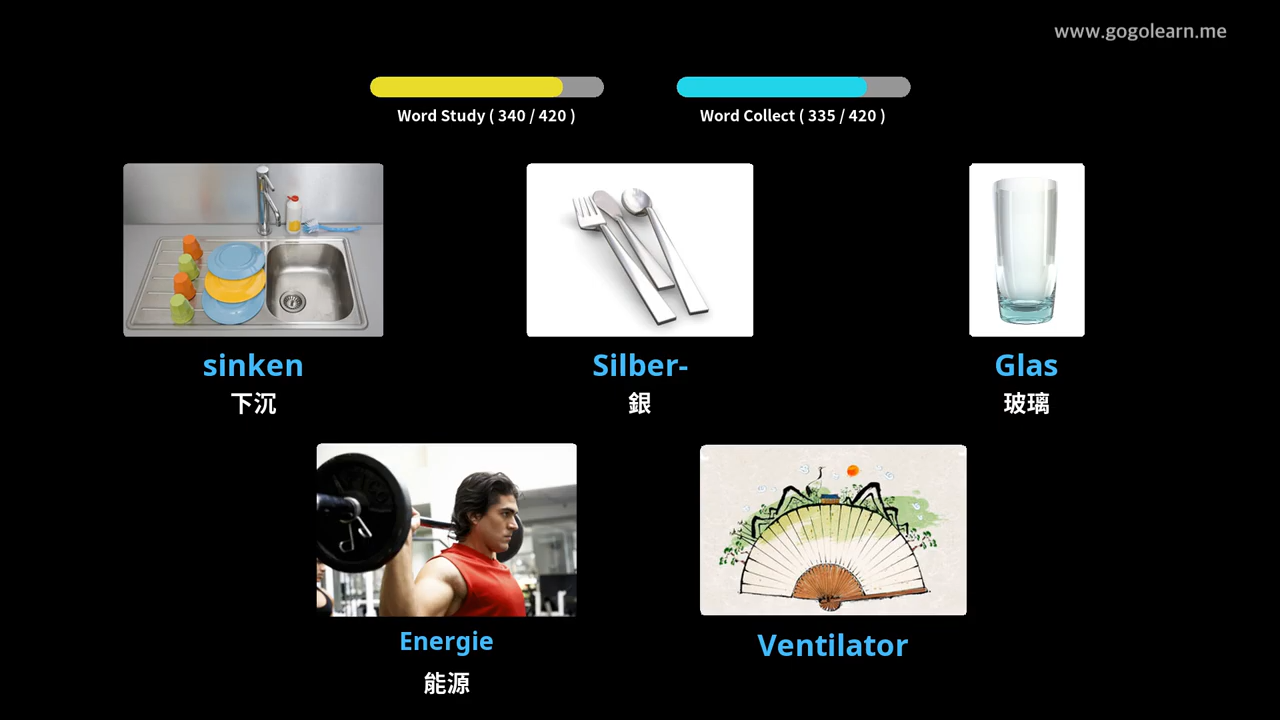 www.gogolearn.me
Word Study ( 340 / 420 )
Word Collect ( 335 / 420 )
sinken
下沉
Silber-
銀
Glas
玻璃
Energie
能源
Ventilator